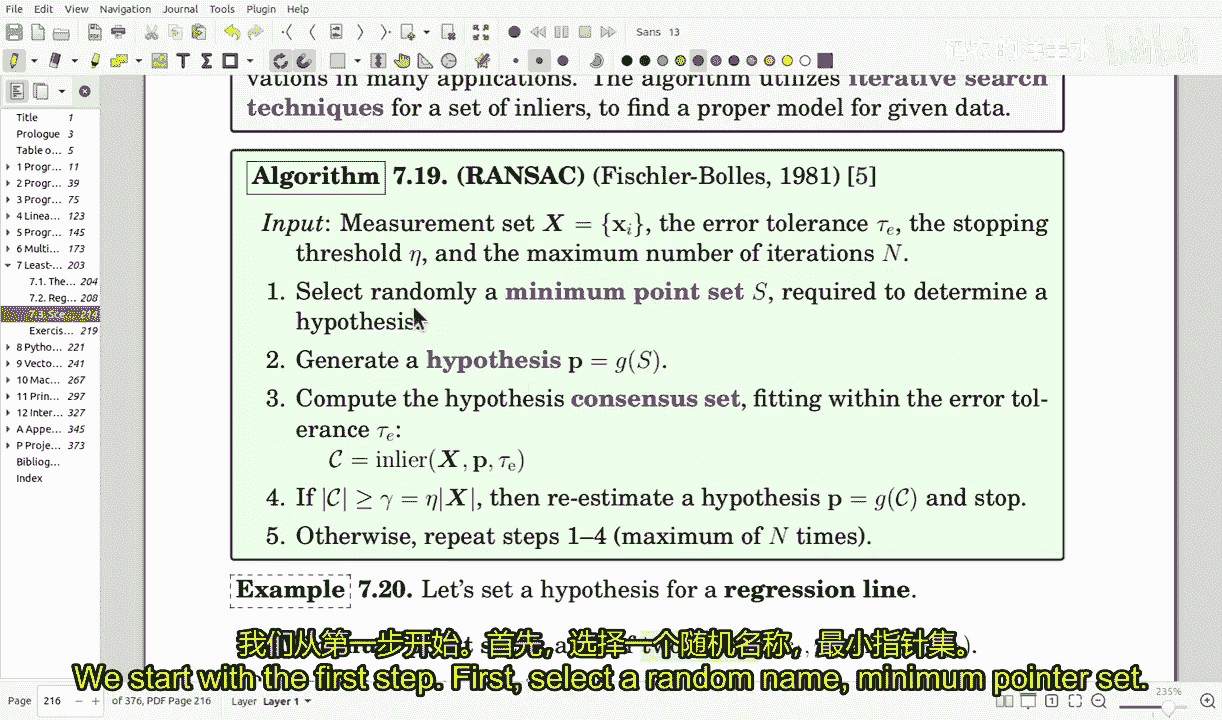 File Edit View Navigation Journal Tools Plugin Help
Sans 13
vations in many applications. The algorithm utilizes iterative search
techniques for a set of inliers, to find a proper model for given data.
Title 1
Prologue 3
Table o... 5
1 Progr... 11
2 Progr... 39
3 Progr... 75
4 Linea... 123
5 Progr... 145
6 Multi... 173
7 Least-... 203
7.1. The... 204
7.2. Reg... 208
Exercis... 219
8 Pytho... 221
9 Vecto... 241
10 Mac... 267
11 Prin... 297
12 Inter... 327
A Appe... 345
P Proje... 373
Bibliog...
Index
Algorithm 7.19. (RANSAC) (Fischler-Bolles, 1981) [5]
Input: Measurement set X = {xᵢ}, the error tolerance τₑ, the stopping
threshold η, and the maximum number of iterations N.
1. Select randomly a minimum point set S, required to determine a
hypothesis
2. Generate a hypothesis p = g(S).
3. Compute the hypothesis consensus set, fitting within the error tol-
erance τₑ:
C = inlier(X, p, τₑ)
4. If |C| ≥ γ = η|X|, then re-estimate a hypothesis p = g(C) and stop.
5. Otherwise, repeat steps 1–4 (maximum of N times).
Example 7.20. Let's set a hypothesis for a regression line.
我们从第一步开始。首先，选择一个随机名称，最小指针集。
We start with the first step. First, select a random name, minimum pointer set.
Page 216 of 376, PDF Page 216 Layer Layer 1
235%